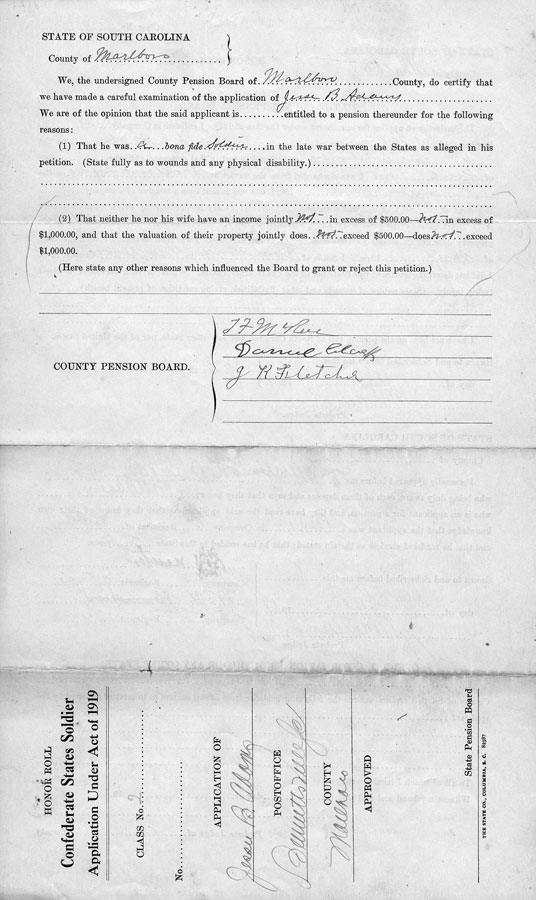 STATE OF SOUTH CAROLINA
County of Marlboro
We, the undersigned County Pension Board of Marlboro County, do certify that
we have made a careful examination of the application of Jesse B Adams
We are of the opinion that the said applicant is..........entitled to a pension thereunder for the following
reasons:
(1) That he was a bona fide Soldier in the late war between the States as alleged in his
petition. (State fully as to wounds and any physical disability.)
(2) That neither he nor his wife have an income jointly Not in excess of $500.00—Not in excess of
$1,000.00, and that the valuation of their property jointly does Not exceed $500.00—does Not exceed
$1,000.00.
(Here state any other reasons which influenced the Board to grant or reject this petition.)
COUNTY PENSION BOARD.
T F McRae
Daniel
J K Fletcher
HONOR ROLL
Confederate States Soldier
Application Under Act of 1919
CLASS No. 2
No.
APPLICATION OF
Jesse B Adams
POSTOFFICE
Bennettsville
COUNTY
Marlboro
APPROVED
State Pension Board
THE STATE CO., COLUMBIA, S. C.